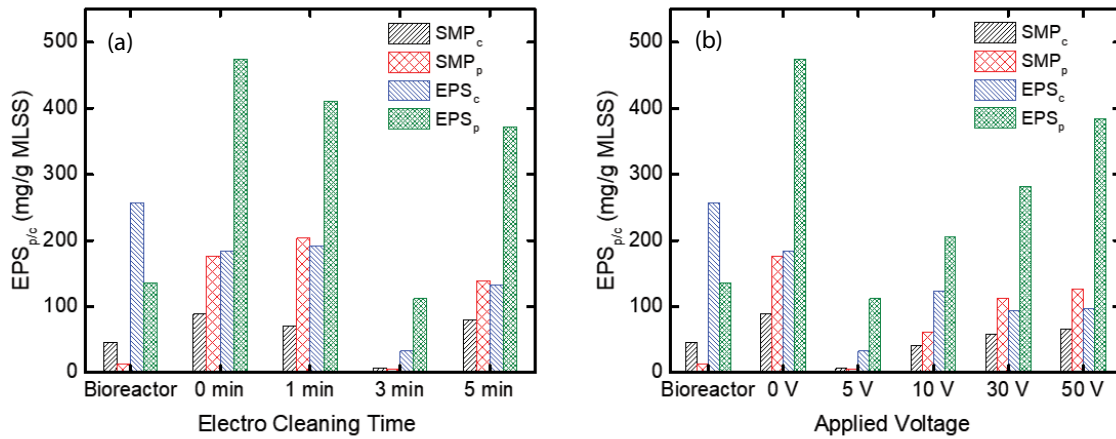 (a)
SMPc
SMPp
EPSc
EPSp
500
400
300
200
100
0
EPSp/c (mg/g MLSS)
Bioreactor 0 min 1 min 3 min 5 min
Electro Cleaning Time
(b)
SMPc
SMPp
EPSc
EPSp
500
400
300
200
100
0
EPSp/c (mg/g MLSS)
Bioreactor 0 V 5 V 10 V 30 V 50 V
Applied Voltage